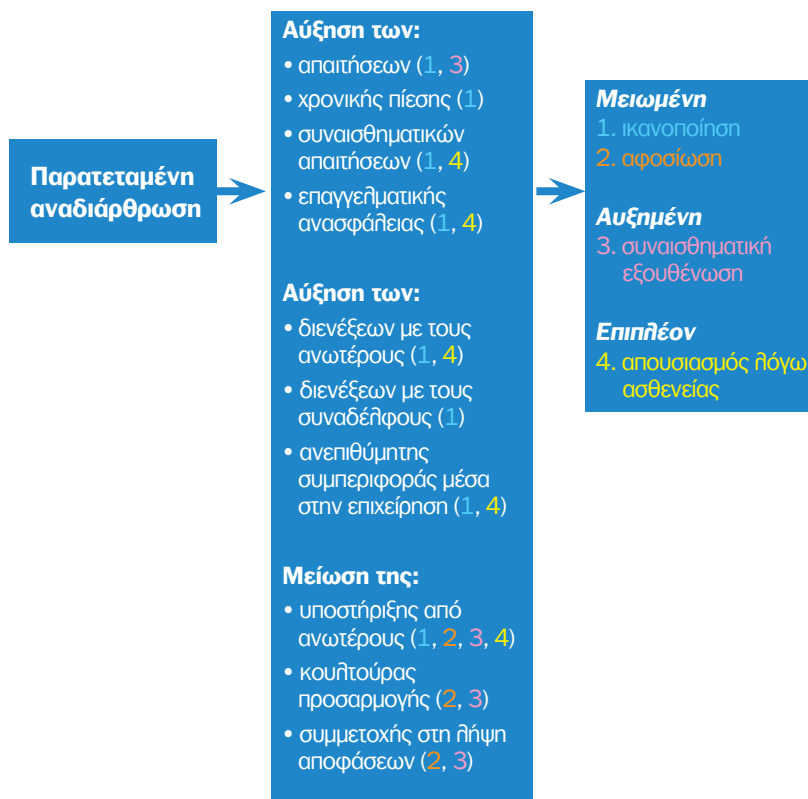 Παρατεταμένη
αναδιάρθρωση
Αύξηση των:
• απαιτήσεων (1, 3)
• χρονικής πίεσης (1)
• συναισθηματικών
απαιτήσεων (1, 4)
• επαγγελματικής
ανασφάλειας (1, 4)
Αύξηση των:
• διενέξεων με τους
ανωτέρους (1, 4)
• διενέξεων με τους
συναδέλφους (1)
• ανεπιθύμητης
συμπεριφοράς μέσα
στην επιχείρηση (1, 4)
Μείωση της:
• υποστήριξης από
ανωτέρους (1, 2, 3, 4)
• κουλτούρας
προσαρμογής (2, 3)
• συμμετοχής στη λήψη
αποφάσεων (2, 3)
Μειωμένη
1. ικανοποίηση
2. αφοσίωση
Αυξημένη
3. συναισθηματική
εξουθένωση
Επιπλέον
4. απουσιασμός λόγω
ασθενείας